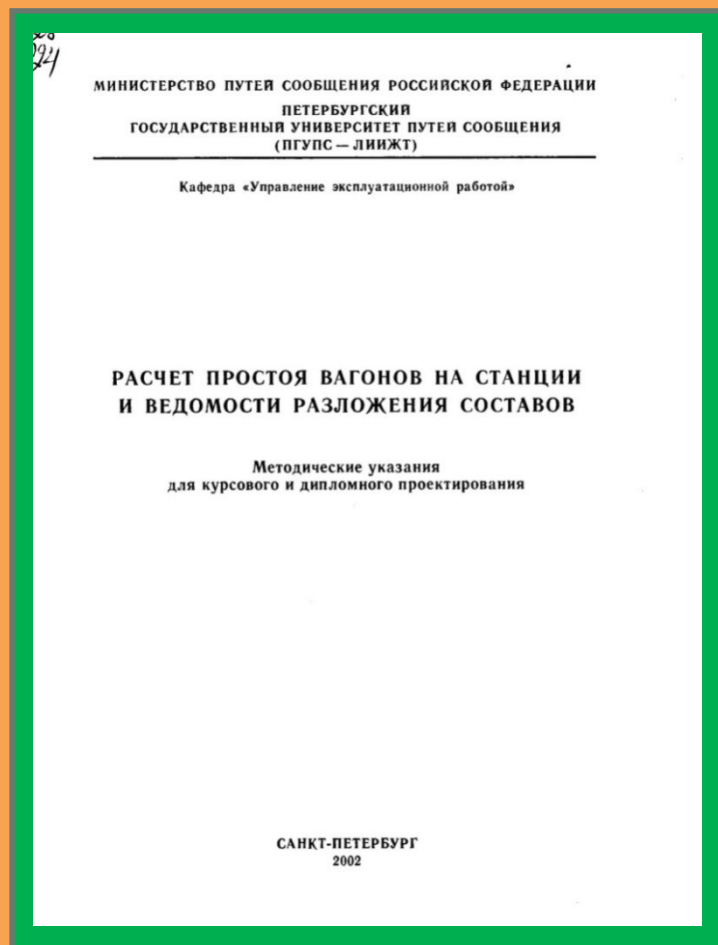 МИНИСТЕРСТВО ПУТЕЙ СООБЩЕНИЯ РОССИЙСКОЙ ФЕДЕРАЦИИ
ПЕТЕРБУРГСКИЙ
ГОСУДАРСТВЕННЫЙ УНИВЕРСИТЕТ ПУТЕЙ СООБЩЕНИЯ
(ПГУПС — ЛИИЖТ)
Кафедра «Управление эксплуатационной работой»
РАСЧЕТ ПРОСТОЯ ВАГОНОВ НА СТАНЦИИ
И ВЕДОМОСТИ РАЗЛОЖЕНИЯ СОСТАВОВ
Методические указания
для курсового и дипломного проектирования
САНКТ-ПЕТЕРБУРГ
2002